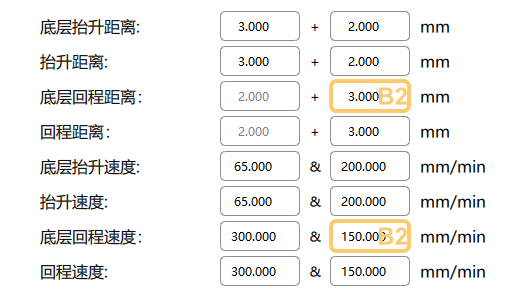 底层抬升距离: 3.000 + 2.000 mm
抬升距离: 3.000 + 2.000 mm
底层回程距离: 2.000 + 3.000 B2 mm
回程距离: 2.000 + 3.000 mm
底层抬升速度: 65.000 & 200.000 mm/min
抬升速度: 65.000 & 200.000 mm/min
底层回程速度: 300.000 & 150.000 B2 mm/min
回程速度: 300.000 & 150.000 mm/min